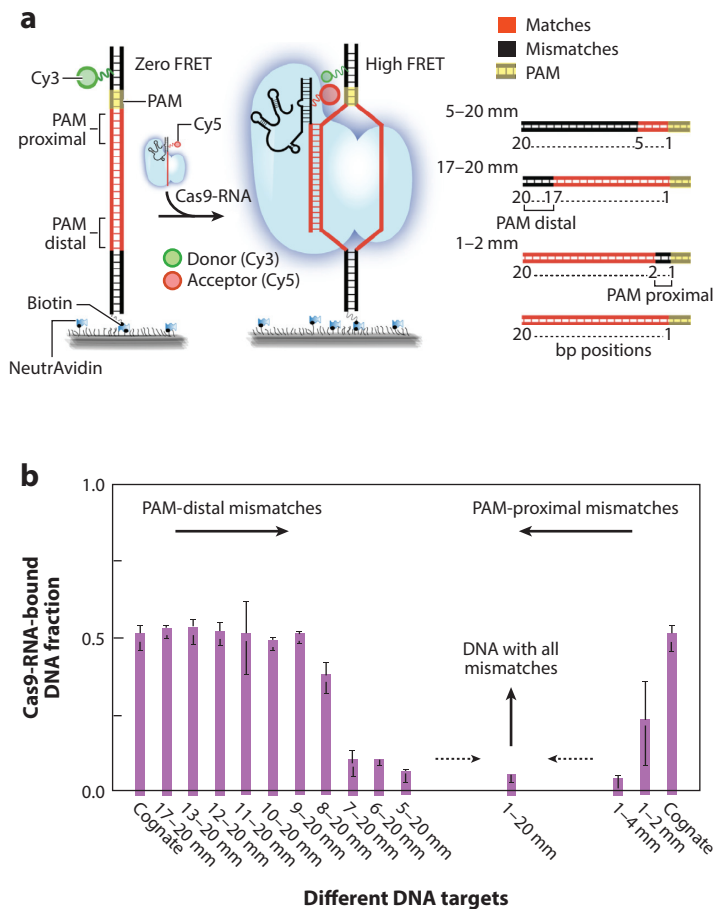 a
Cy3
Zero FRET
PAM
PAM
proximal
Cy5
Cas9-RNA
PAM
distal
Donor (Cy3)
Acceptor (Cy5)
Biotin
NeutrAvidin
High FRET
Matches
Mismatches
PAM
5–20 mm
20 5 1
17–20 mm
20 17 1
PAM distal
1–2 mm
20 2 1
PAM proximal
20 1
bp positions
b
1.0
0.5
0.0
Cas9-RNA-bound
DNA fraction
PAM-distal mismatches
PAM-proximal mismatches
DNA with all
mismatches
Cognate
17–20 mm
13–20 mm
12–20 mm
11–20 mm
10–20 mm
9–20 mm
8–20 mm
7–20 mm
6–20 mm
5–20 mm
1–20 mm
1–4 mm
1–2 mm
Cognate
Different DNA targets